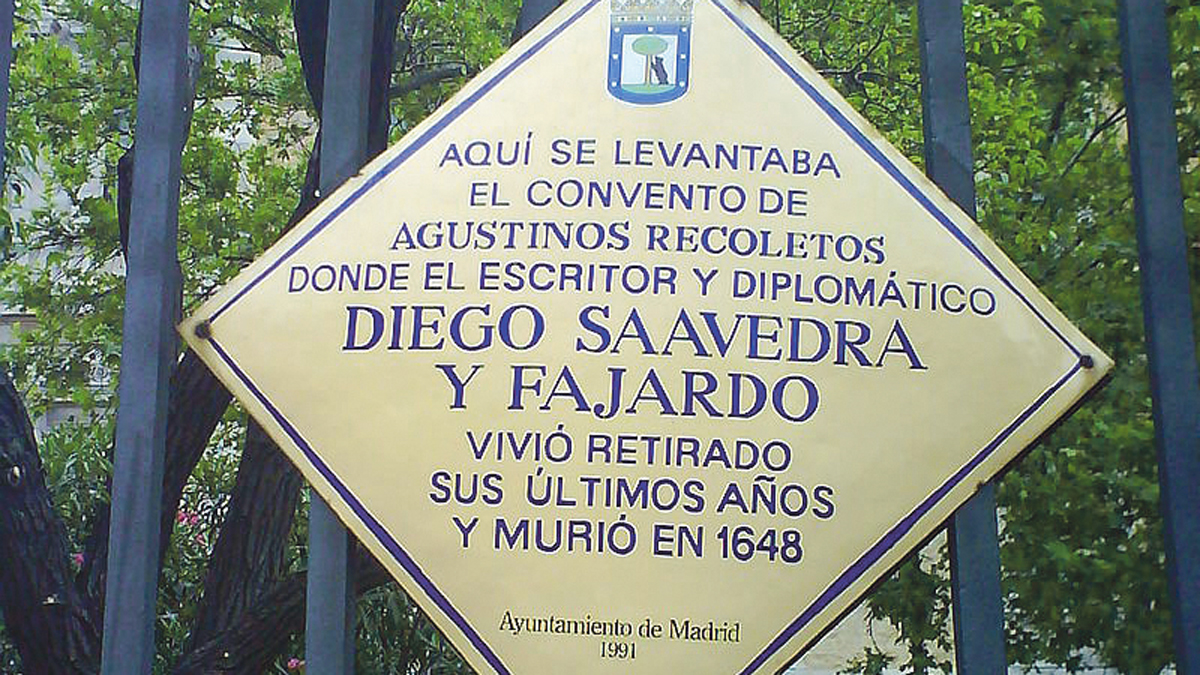 AQUÍ SE LEVANTABA
EL CONVENTO DE
AGUSTINOS RECOLETOS
DONDE EL ESCRITOR Y DIPLOMÁTICO
DIEGO SAAVEDRA
Y FAJARDO
VIVIÓ RETIRADO
SUS ÚLTIMOS AÑOS
Y MURIÓ EN 1648
Ayuntamiento de Madrid
1991